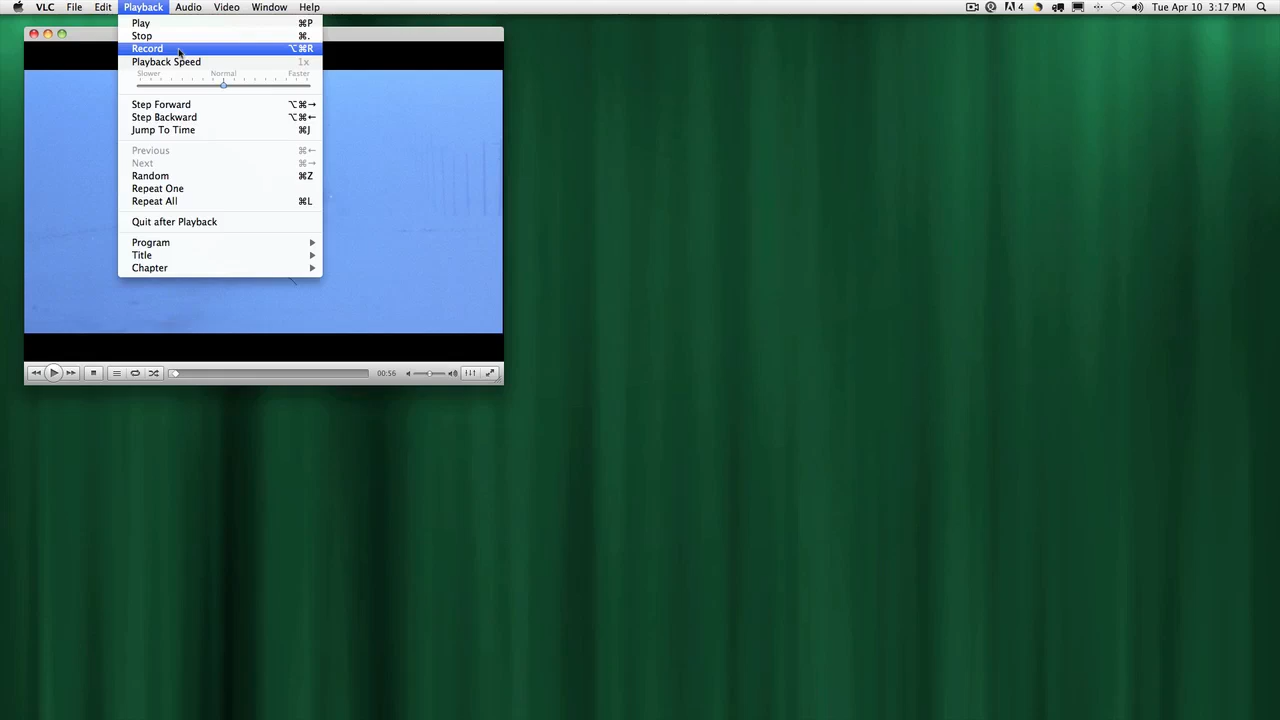 VLC File Edit Playback Audio Video Window Help 4 Tue Apr 10 3:17 PM
Play ⌘P
Stop ⌘.
Record ⌥⌘R
Playback Speed 1x
Slower Normal Faster
Step Forward ⌥⌘→
Step Backward ⌥⌘←
Jump To Time ⌘J
Previous ⌘←
Next ⌘→
Random ⌘Z
Repeat One
Repeat All ⌘L
Quit after Playback
Program
Title
Chapter
00:56